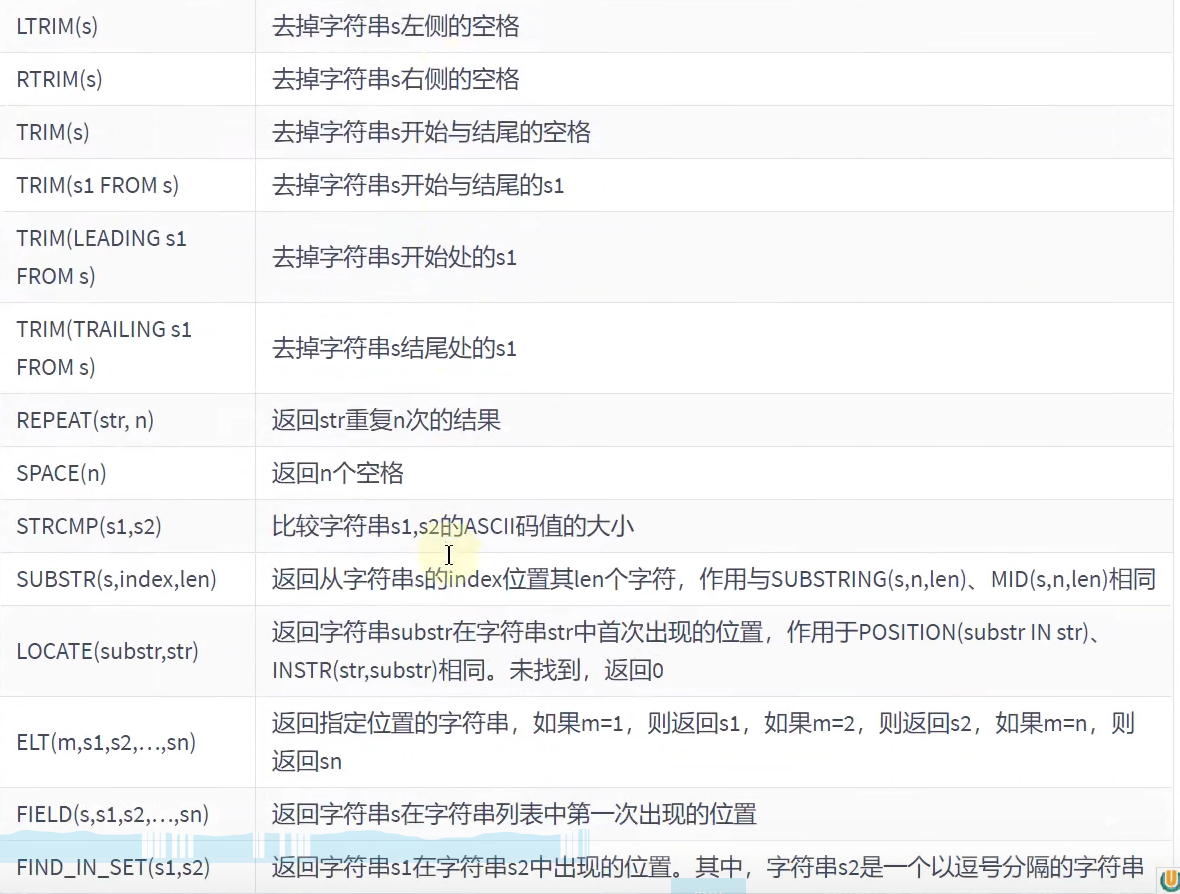 LTRIM(s) 去掉字符串s左侧的空格
RTRIM(s) 去掉字符串s右侧的空格
TRIM(s) 去掉字符串s开始与结尾的空格
TRIM(s1 FROM s) 去掉字符串s开始与结尾的s1
TRIM(LEADING s1
FROM s)
去掉字符串s开始处的s1
TRIM(TRAILING s1
FROM s)
去掉字符串s结尾处的s1
REPEAT(str, n) 返回str重复n次的结果
SPACE(n) 返回n个空格
STRCMP(s1,s2) 比较字符串s1,s2的ASCII码值的大小
SUBSTR(s,index,len) 返回从字符串s的index位置其len个字符，作用与SUBSTRING(s,n,len)、MID(s,n,len)相同
LOCATE(substr,str)
返回字符串substr在字符串str中首次出现的位置，作用于POSITION(substr IN str)、
INSTR(str,substr)相同。未找到，返回0
ELT(m,s1,s2,…,sn)
返回指定位置的字符串，如果m=1，则返回s1，如果m=2，则返回s2，如果m=n，则
返回sn
FIELD(s,s1,s2,…,sn) 返回字符串s在字符串列表中第一次出现的位置
FIND_IN_SET(s1,s2) 返回字符串s1在字符串s2中出现的位置。其中，字符串s2是一个以逗号分隔的字符串